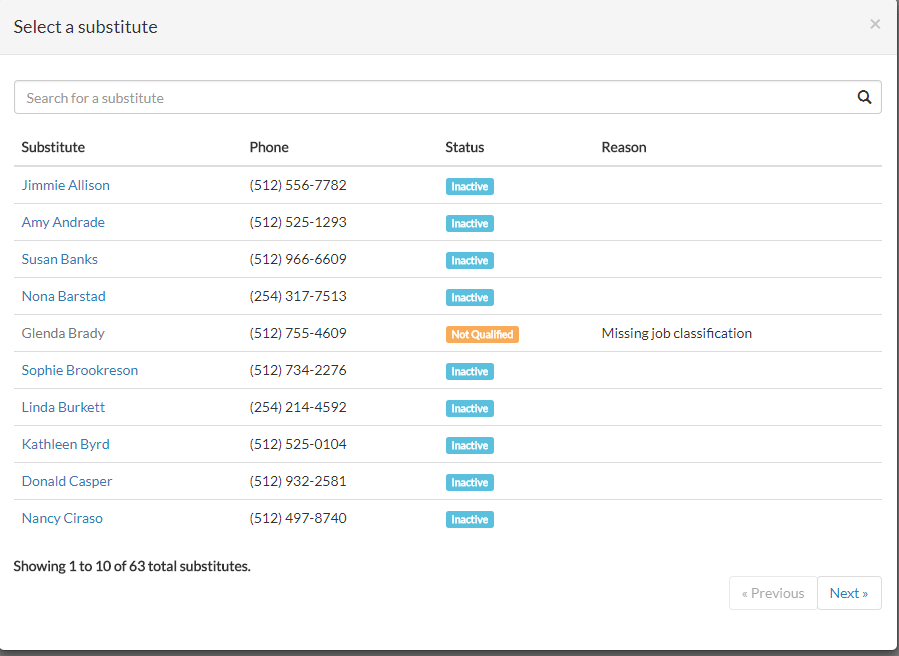 Select a substitute ×
Search for a substitute
Substitute Phone Status Reason
Jimmie Allison (512) 556-7782 Inactive
Amy Andrade (512) 525-1293 Inactive
Susan Banks (512) 966-6609 Inactive
Nona Barstad (254) 317-7513 Inactive
Glenda Brady (512) 755-4609 Not Qualified Missing job classification
Sophie Brookreson (512) 734-2276 Inactive
Linda Burkett (254) 214-4592 Inactive
Kathleen Byrd (512) 525-0104 Inactive
Donald Casper (512) 932-2581 Inactive
Nancy Ciraso (512) 497-8740 Inactive
Showing 1 to 10 of 63 total substitutes.
« Previous Next »